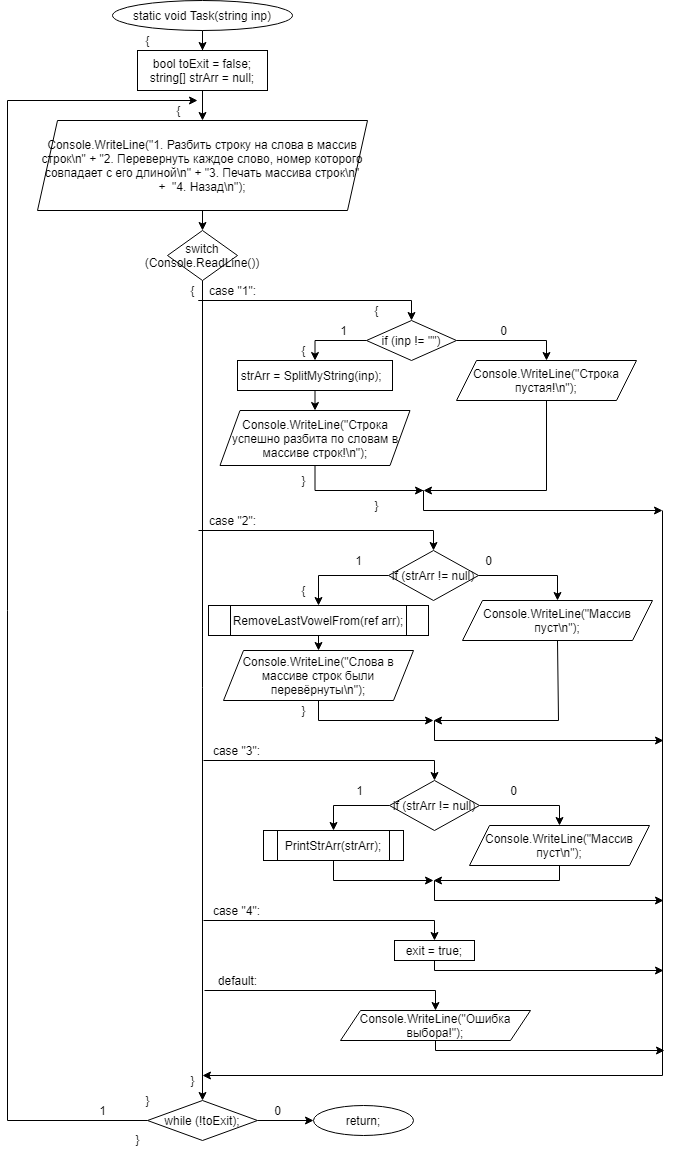 static void Task(string inp)
{
bool toExit = false;
string[] strArr = null;
{
Console.WriteLine("1. Разбить строку на слова в массив
строк\n" + "2. Перевернуть каждое слово, номер которого
совпадает с его длиной\n" + "3. Печать массива строк\n"
+ "4. Назад\n");
switch
(Console.ReadLine())
{ case "1":
{
if (inp != "")
1
0
{
strArr = SplitMyString(inp);
Console.WriteLine("Строка
пустая!\n");
Console.WriteLine("Строка
успешно разбита по словам в
массиве строк!\n");
}
}
case "2":
if (strArr != null)
1
0
{
RemoveLastVowelFrom(ref arr);
Console.WriteLine("Массив
пуст\n");
Console.WriteLine("Слова в
массиве строк были
перевёрнуты\n");
}
case "3":
if (strArr != null)
1
0
PrintStrArr(strArr);
Console.WriteLine("Массив
пуст\n");
case "4":
exit = true;
default:
Console.WriteLine("Ошибка
выбора!");
}
}
while (!toExit);
1
0
return;
}